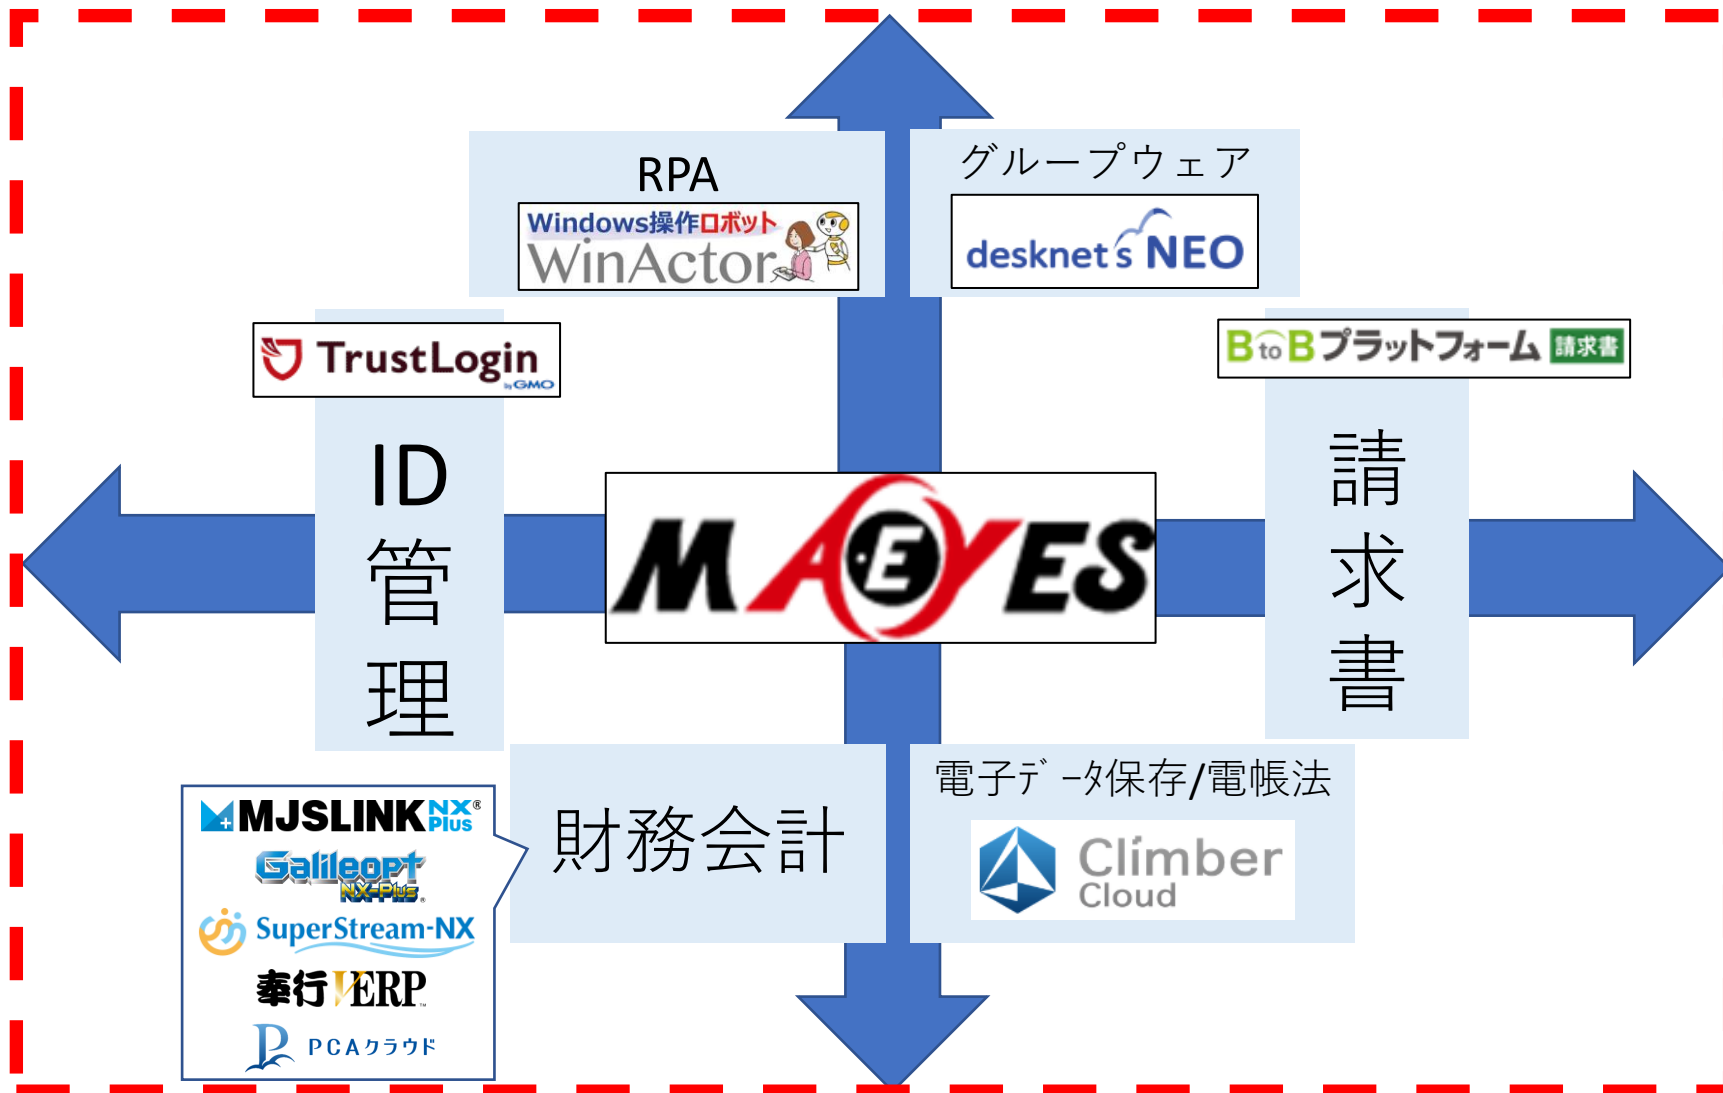 RPA
Windows操作ロボット
WinActor
グループウェア
desknet's NEO
TrustLogin
by GMO
BtoBプラットフォーム 請求書
ID
管
理
MAEYES
請
求
書
財務会計
電子ﾃﾞｰﾀ保存/電帳法
Climber
Cloud
MJSLINK NX Plus®
Galileopt
NX-Plus®
SuperStream-NX
奉行VERP™
PCAクラウド